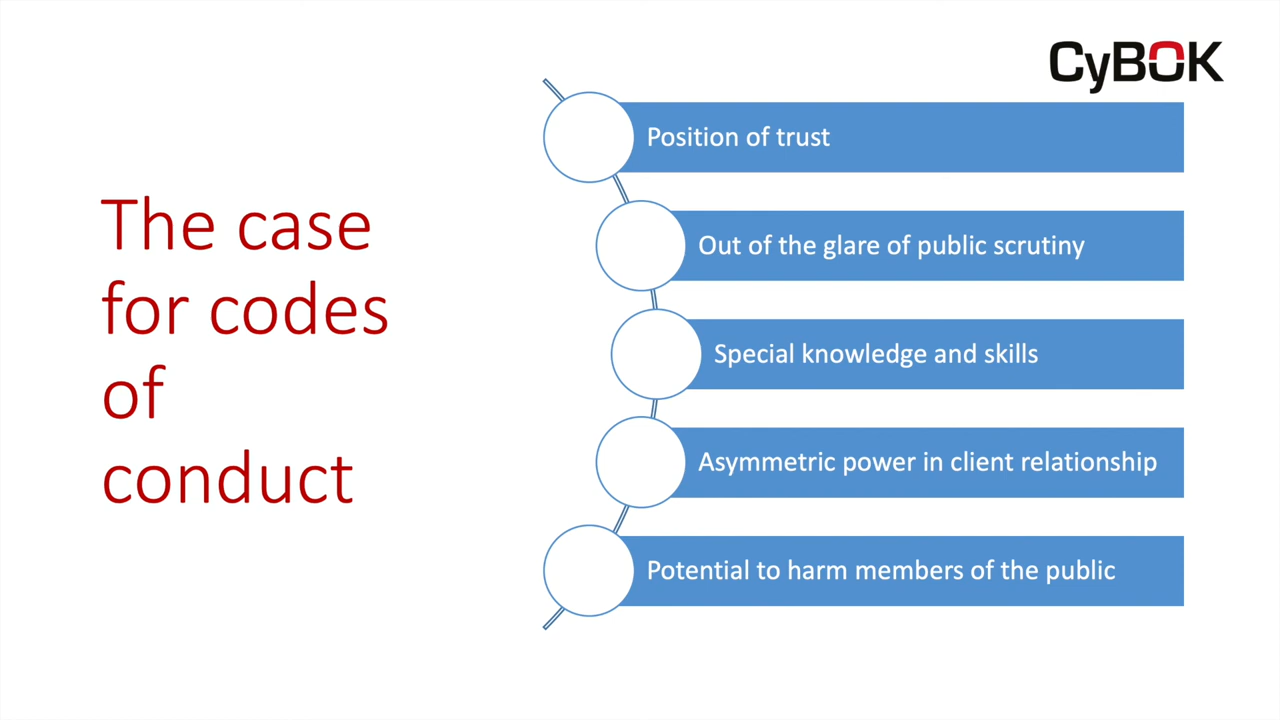 CyBOK
The case
for codes
of
conduct
Position of trust
Out of the glare of public scrutiny
Special knowledge and skills
Asymmetric power in client relationship
Potential to harm members of the public